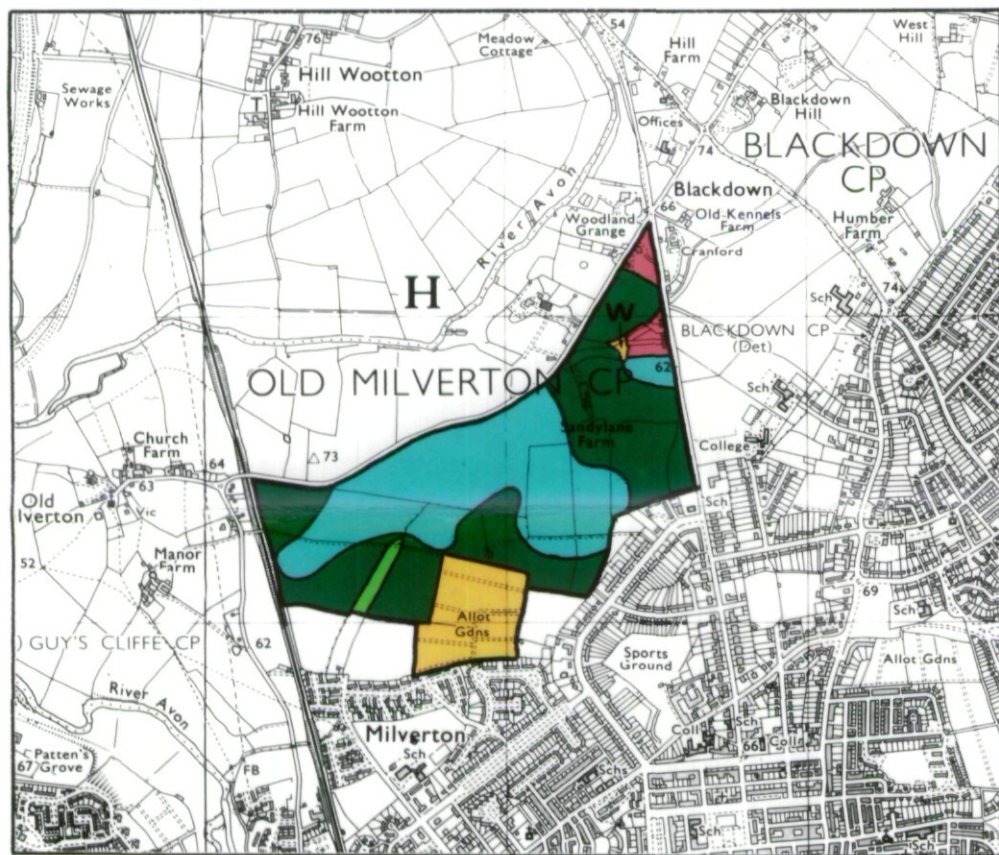 54
West
Hill
76
Meadow
Cottage
Hill
Farm
Sewage
Works
Hill Wootton
T
Hill Wootton
Farm
Blackdown
Hill
Offices
74
BLACKDOWN
CP
River Avon
Blackdown
66
Woodland
Grange
Old Kennels
Farm
Humber
Farm
Cranford
H
W
Sch
74
BLACKDOWN CP
(Det)
62
OLD MILVERTON CP
Sch
Sandylane
Farm
Church
Farm
73
College
64
Old
lverton
63
Vic
Sch
52
Manor
Farm
69
Sch
Allot
Gdns
) GUY'S CLIFFE CP
62
Sports
Ground
Allot Gdns
River Avon
Milverton
Sch
Sch
Coll
66
Coll
Patten's
67 Grove
FB
Schs
Sch
Sch